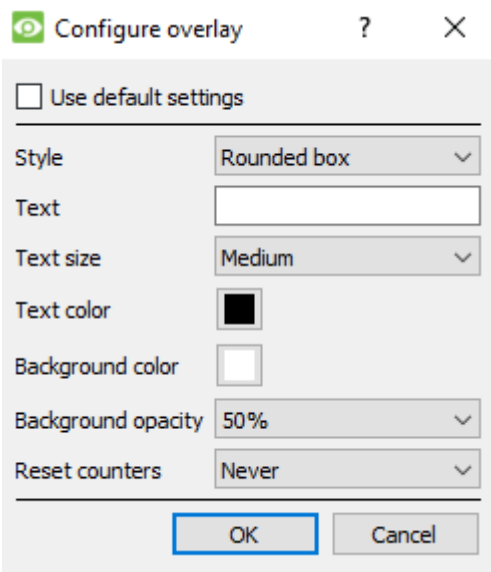 Configure overlay ?
Use default settings
Style Rounded box
Text
Text size Medium
Text color
Background color
Background opacity 50%
Reset counters Never
OK Cancel